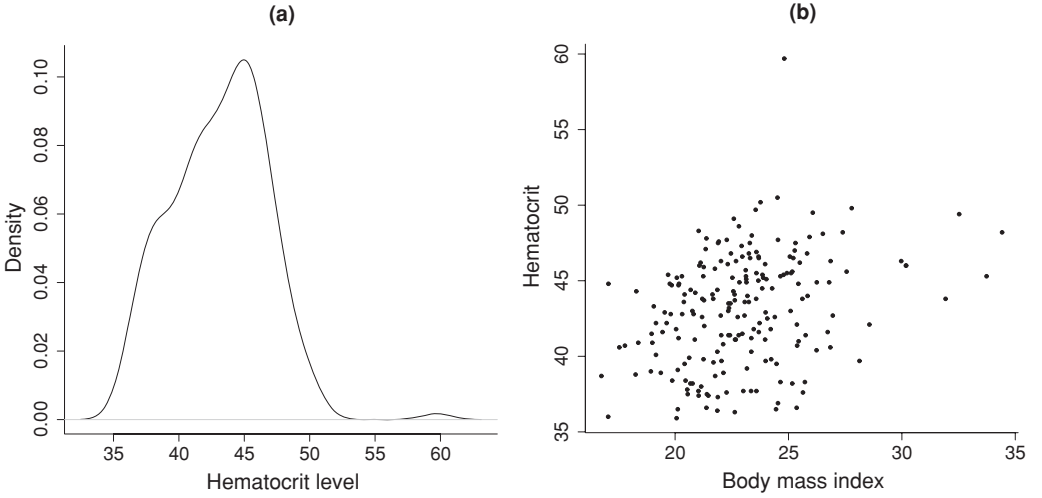 (a)
Density
0.00 0.02 0.04 0.06 0.08 0.10
35 40 45 50 55 60
Hematocrit level
(b)
Hematocrit
35 40 45 50 55 60
20 25 30 35
Body mass index